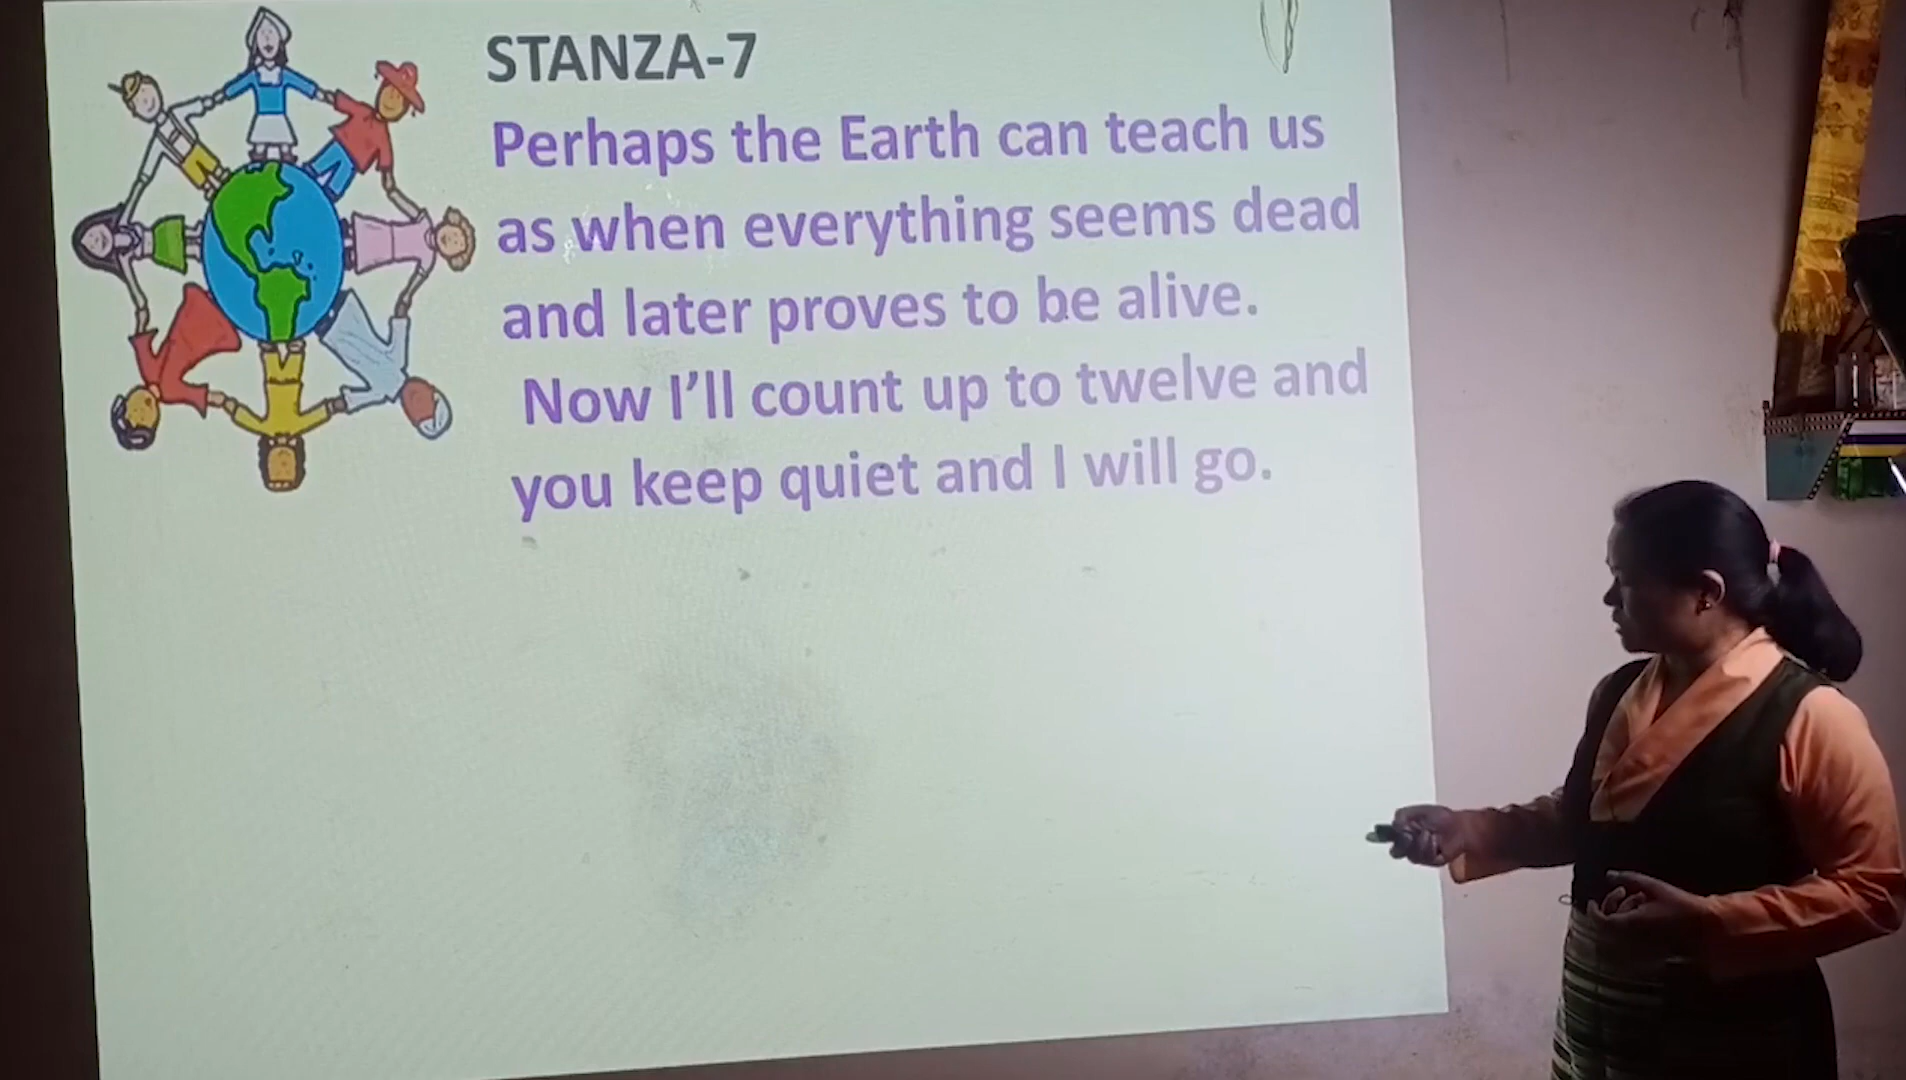 STANZA-7
Perhaps the Earth can teach us
as when everything seems dead
and later proves to be alive.
Now I'll count up to twelve and
you keep quiet and I will go.